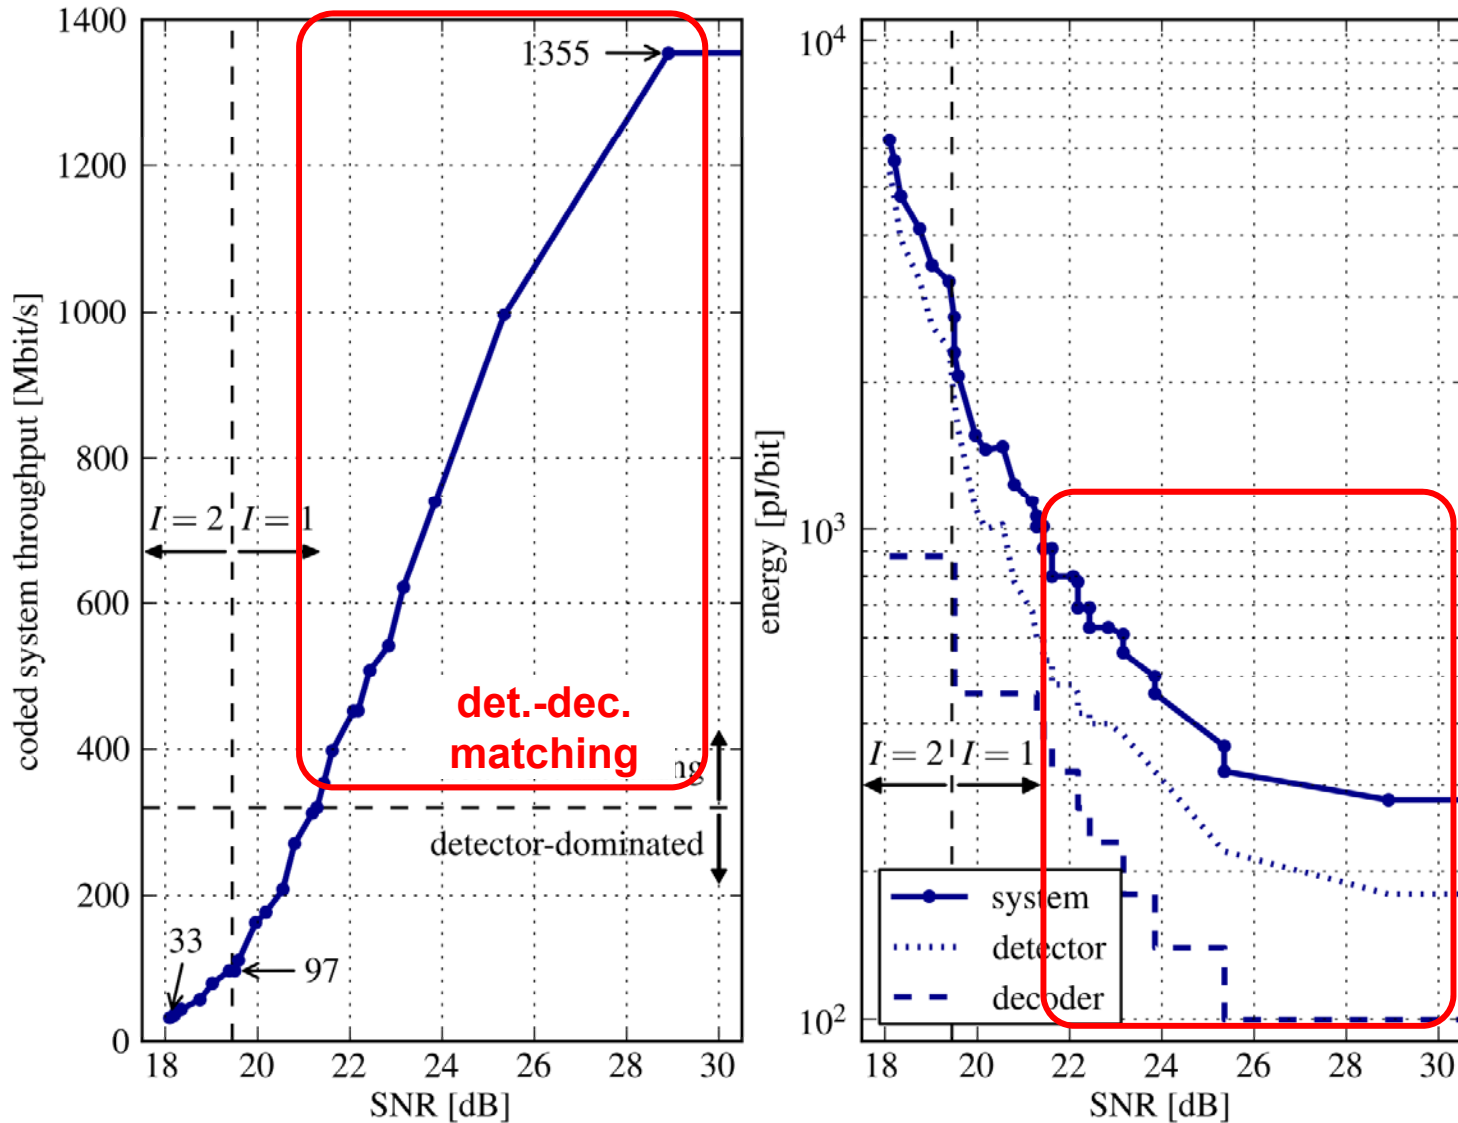 1400
1200
1000
800
600
400
200
0
18
20
22
24
26
28
30
SNR [dB]
coded system throughput [Mbit/s]
1355
I = 2
I = 1
det.-dec.
matching
detector-dominated
33
97
10⁴
10³
10²
18
20
22
24
26
28
30
SNR [dB]
energy [pJ/bit]
I = 2
I = 1
system
detector
decoder